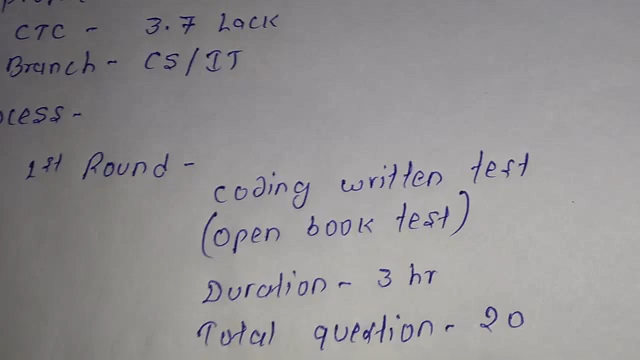 CTC - 3.7 Lack
Branch - CS/IT
ocess -
1st Round -
coding written test
(open book test)
Duration - 3 hr
Total question - 20